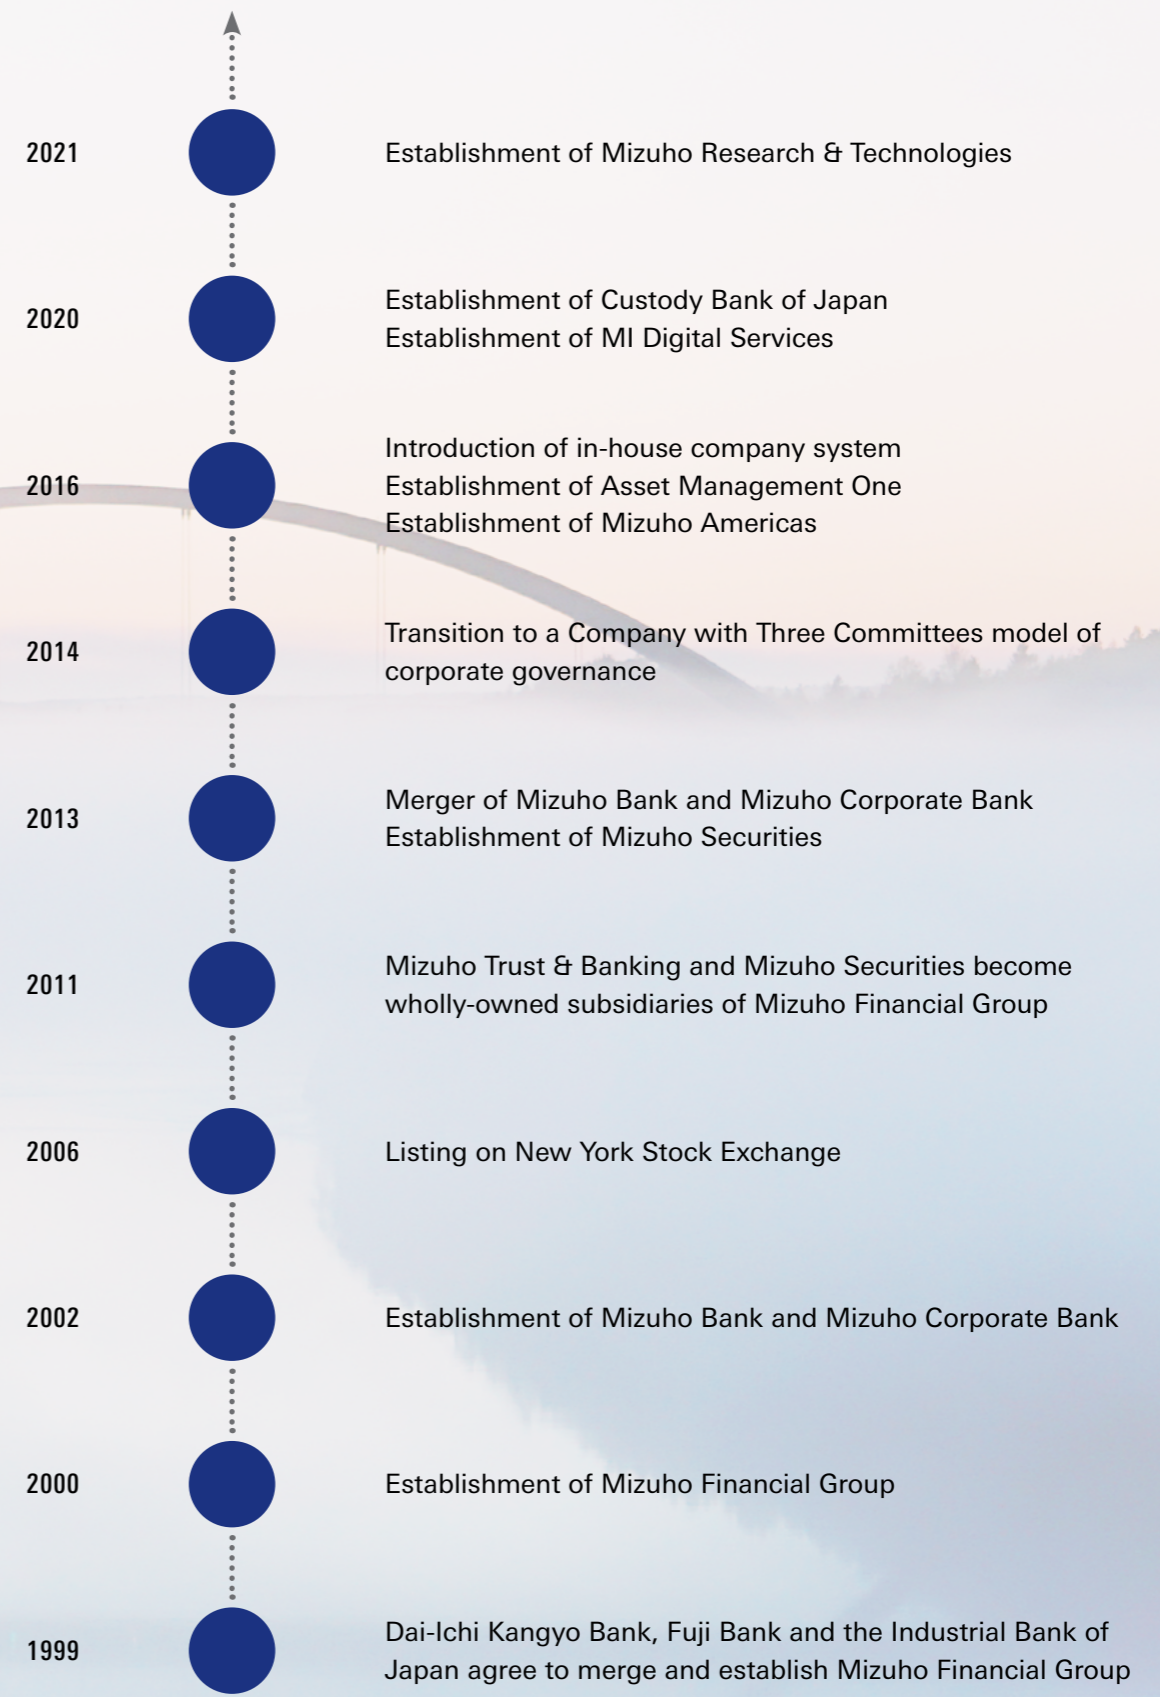 2021
Establishment of Mizuho Research & Technologies
2020
Establishment of Custody Bank of Japan
Establishment of MI Digital Services
2016
Introduction of in-house company system
Establishment of Asset Management One
Establishment of Mizuho Americas
2014
Transition to a Company with Three Committees model of
corporate governance
2013
Merger of Mizuho Bank and Mizuho Corporate Bank
Establishment of Mizuho Securities
2011
Mizuho Trust & Banking and Mizuho Securities become
wholly-owned subsidiaries of Mizuho Financial Group
2006
Listing on New York Stock Exchange
2002
Establishment of Mizuho Bank and Mizuho Corporate Bank
2000
Establishment of Mizuho Financial Group
1999
Dai-Ichi Kangyo Bank, Fuji Bank and the Industrial Bank of
Japan agree to merge and establish Mizuho Financial Group